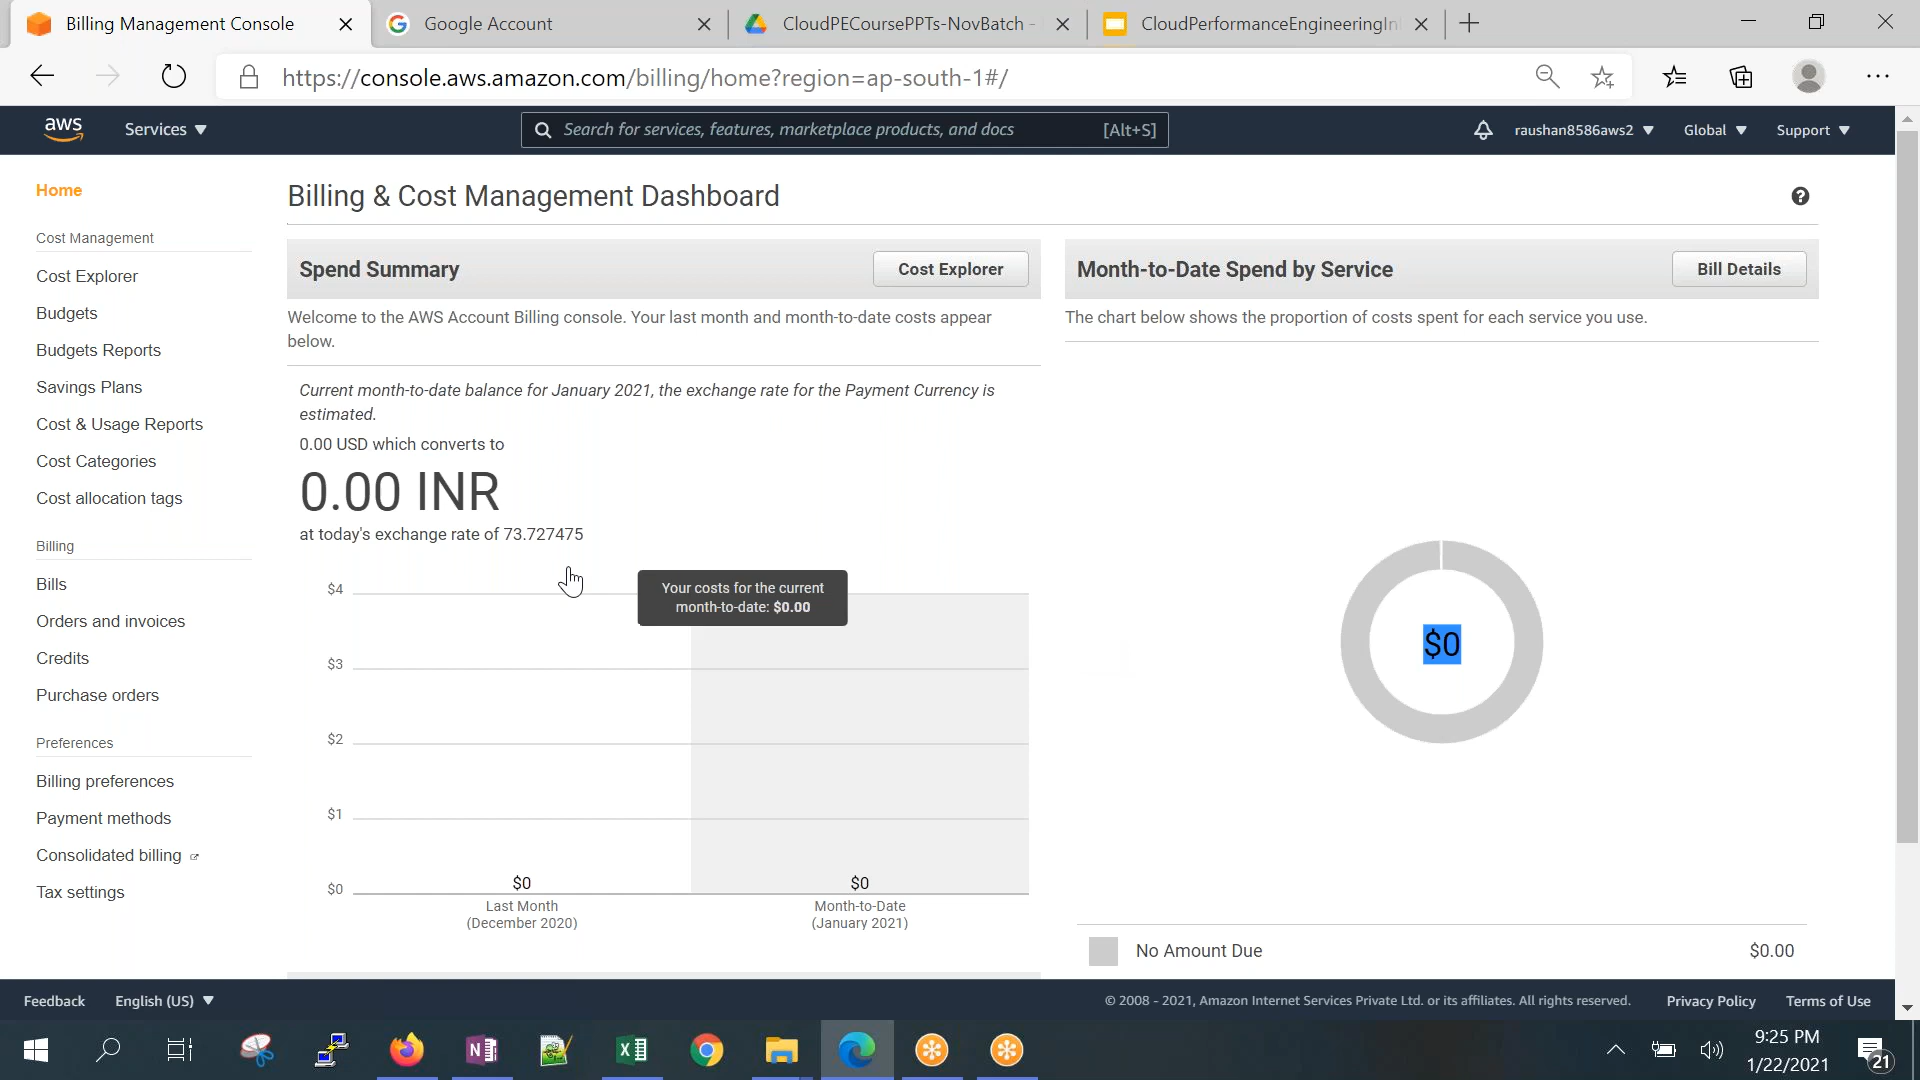 Billing Management Console
Google Account
CloudPECoursePPTs-NovBatch -
CloudPerformanceEngineeringIn
https://console.aws.amazon.com/billing/home?region=ap-south-1#/
aws
Services
Search for services, features, marketplace products, and docs
[Alt+S]
raushan8586aws2
Global
Support
Home
Cost Management
Cost Explorer
Budgets
Budgets Reports
Savings Plans
Cost & Usage Reports
Cost Categories
Cost allocation tags
Billing
Bills
Orders and invoices
Credits
Purchase orders
Preferences
Billing preferences
Payment methods
Consolidated billing
Tax settings
Billing & Cost Management Dashboard
?
Spend Summary
Cost Explorer
Welcome to the AWS Account Billing console. Your last month and month-to-date costs appear
below.
Current month-to-date balance for January 2021, the exchange rate for the Payment Currency is
estimated.
0.00 USD which converts to
0.00 INR
at today's exchange rate of 73.727475
Your costs for the current
month-to-date: $0.00
$4
$3
$2
$1
$0
$0
$0
Last Month
(December 2020)
Month-to-Date
(January 2021)
Month-to-Date Spend by Service
Bill Details
The chart below shows the proportion of costs spent for each service you use.
$0
No Amount Due
$0.00
Feedback
English (US)
© 2008 - 2021, Amazon Internet Services Private Ltd. or its affiliates. All rights reserved.
Privacy Policy
Terms of Use
9:25 PM
1/22/2021
21